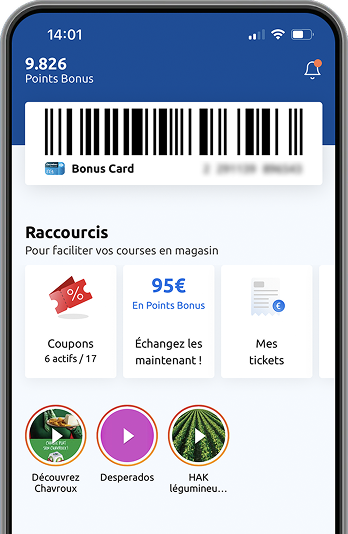 14:01
9.826
Points Bonus
Bonus Card
Raccourcis
Pour faciliter vos courses en magasin
%
Coupons
6 actifs / 17
95€
En Points Bonus
Échangez les
maintenant !
€
Mes
tickets
Découvrez
Chavroux
Desperados
HAK
légumineu...